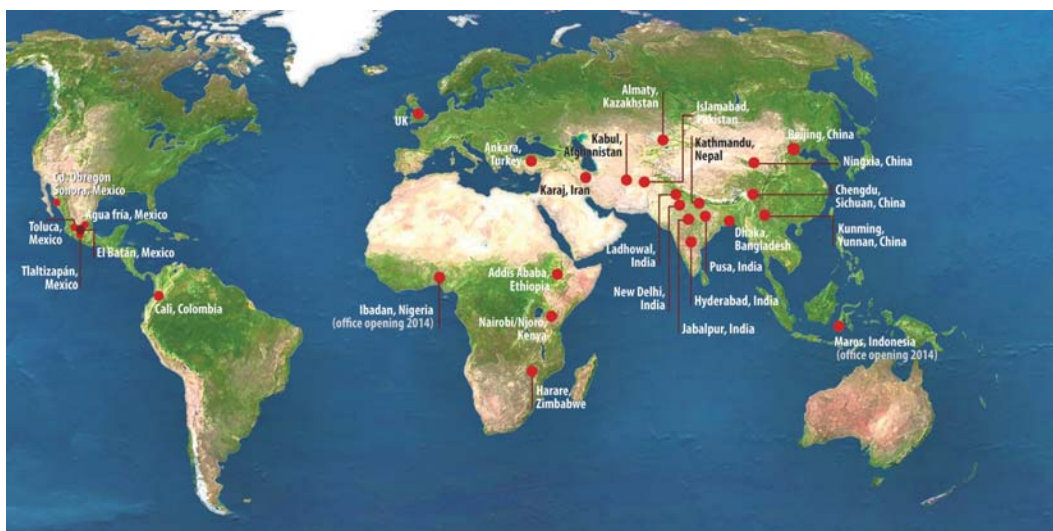 UK
Almaty,
Kazakhstan
Islamabad,
Pakistan
Kabul,
Afghanistan
Kathmandu,
Nepal
Beijing, China
Ningxia, China
Ankara,
Turkey
Karaj, Iran
Chengdu,
Sichuan, China
Kunming,
Yunnan, China
Dhaka,
Bangladesh
Ladhowal,
India
Pusa, India
New Delhi,
India
Hyderabad, India
Jabalpur, India
Cd. Obregón
Sonora, Mexico
Agua fría, Mexico
Toluca,
Mexico
El Batán, Mexico
Tlaltizapán,
Mexico
Cali, Colombia
Ibadan, Nigeria
(office opening 2014)
Addis Ababa,
Ethiopia
Nairobi/Njoro,
Kenya
Harare,
Zimbabwe
Maros, Indonesia
(office opening 2014)